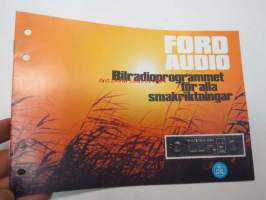 FORD
AUDIO
Bilradioprogrammet
för alla
smakriktningar